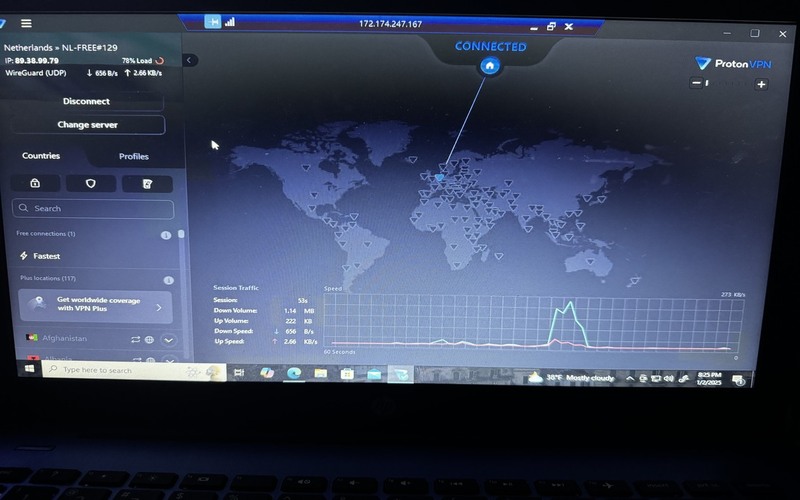 172.174.247.167
Netherlands » NL-FREE#129
IP: 89.38.99.79
78% Load
WireGuard (UDP)
↓ 656 B/s ↑ 2.66 KB/s
Disconnect
Change server
Countries
Profiles
Search
Free connections (1)
Fastest
Plus locations (117)
Get worldwide coverage
with VPN Plus
Afghanistan
Albania
CONNECTED
ProtonVPN
Session Traffic
Session: 53s
Down Volume: 1.14 MB
Up Volume: 222 KB
Down Speed: ↓ 656 B/s
Up Speed: ↑ 2.66 KB/s
Speed
273 KB/s
60 Seconds
0
Type here to search
38°F Mostly cloudy
8:25 PM
1/2/2025